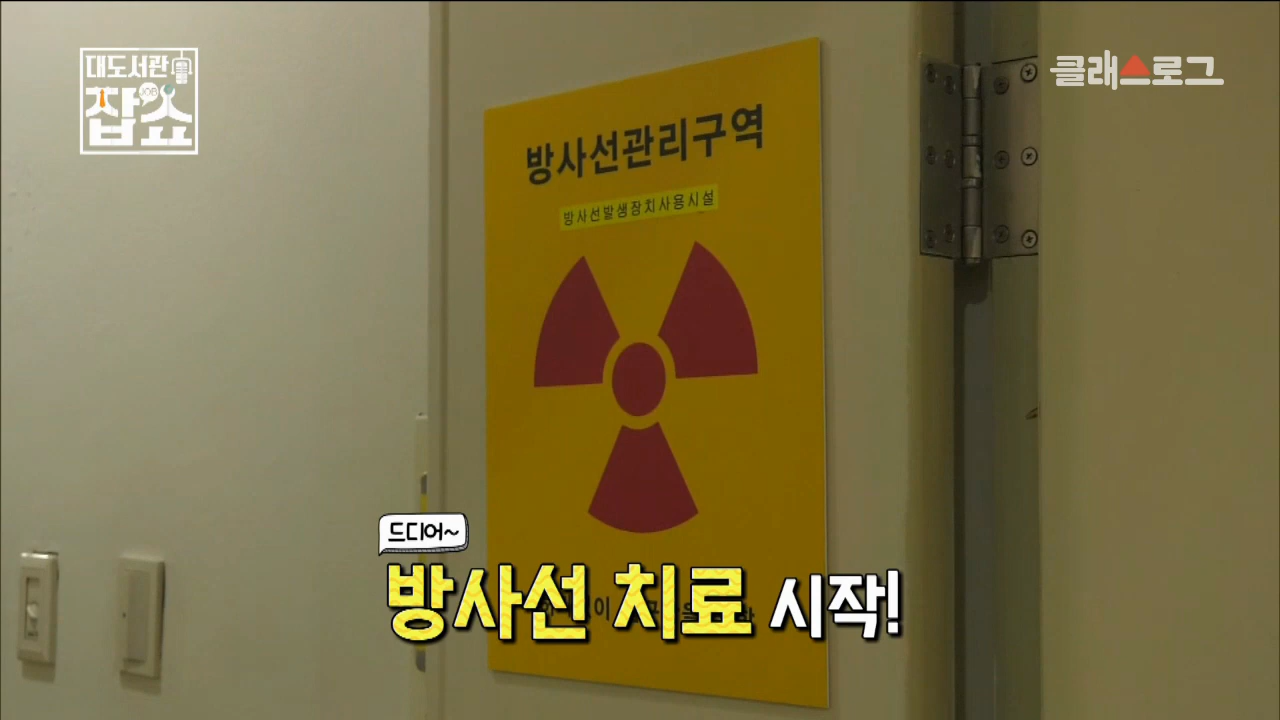 대도서관
잡쇼
JOB
클래스로그
방사선관리구역
방사선발생장치사용시설
드디어~
방사선 치료 시작!